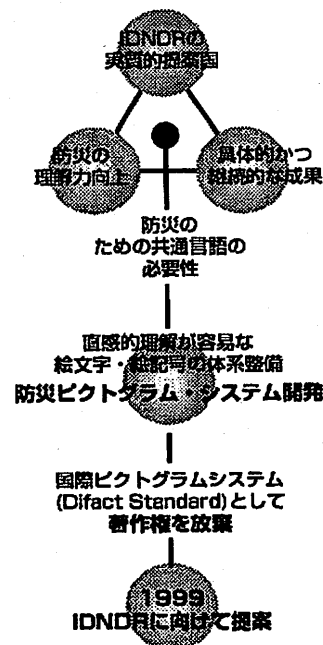 IDNDRの
実質的提案国
防災の
理解力向上
具体的かつ
継続的な成果
防災の
ための共通言語の
必要性
直感的理解が容易な
絵文字・絵記号の体系整備
防災ピクトグラム・システム開発
国際ピクトグラムシステム
(Difact Standard)として
著作権を放棄
1999
IDNDRに向けて提案